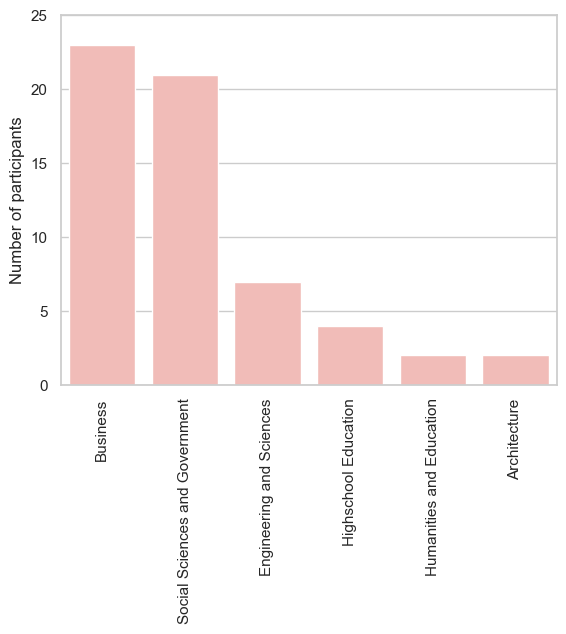 25
20
15
10
5
0
Number of participants
Business
Social Sciences and Government
Engineering and Sciences
Highschool Education
Humanities and Education
Architecture